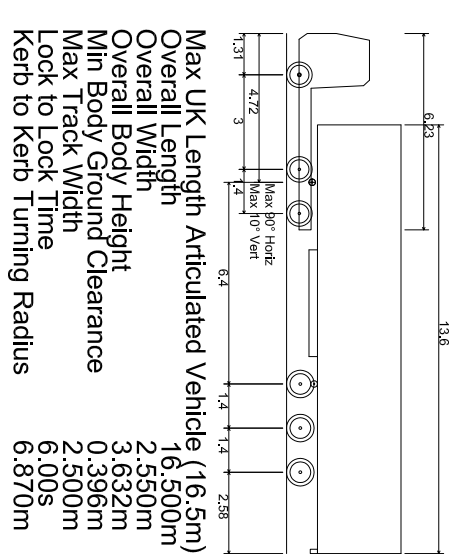 6.23
13.6
1.31
4.72
3
1.4
Max 90° Horiz
Max 10° Vert
6.4
1.4
1.4
2.58
Max UK Length Articulated Vehicle (16.5m)
Overall Length 16.500m
Overall Width 2.550m
Overall Body Height 3.632m
Min Body Ground Clearance 0.396m
Max Track Width 2.500m
Lock to Lock Time 6.00s
Kerb to Kerb Turning Radius 6.870m